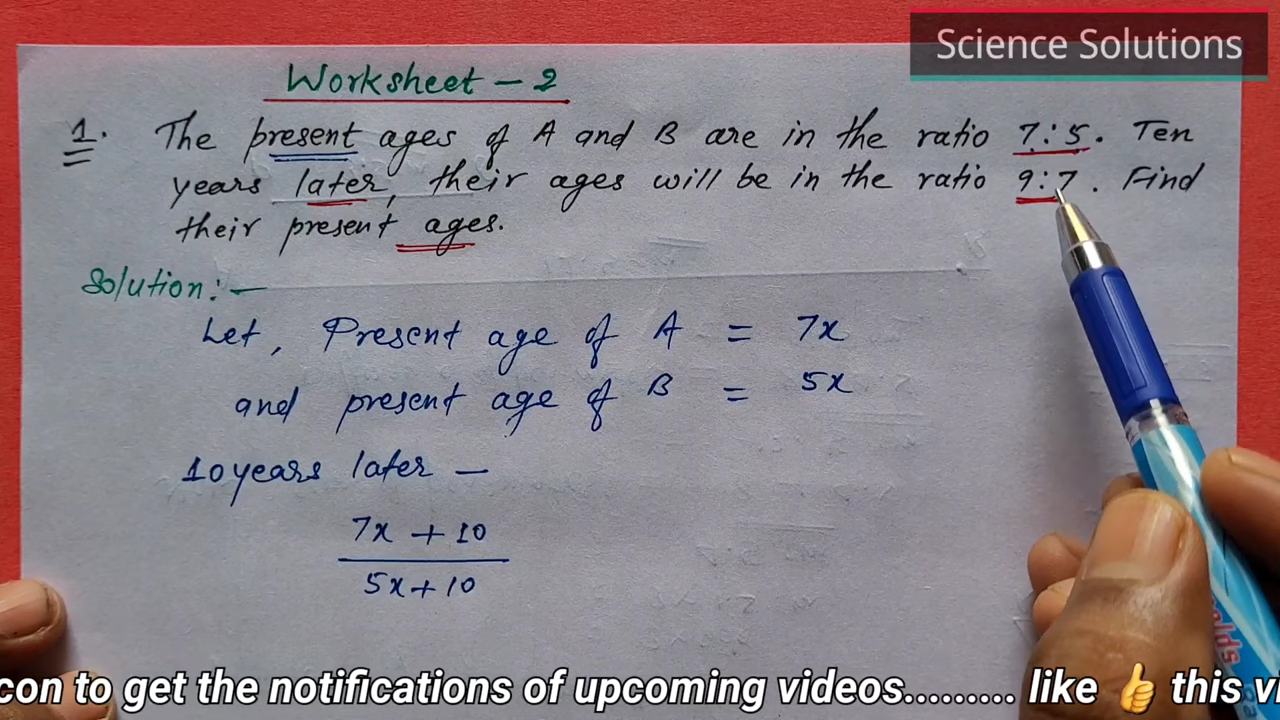 Science Solutions
Worksheet - 2
1. The present ages of A and B are in the ratio 7:5. Ten
years later, their ages will be in the ratio 9:7. Find
their present ages.
Solution:-
Let, Present age of A = 7x
and present age of B = 5x
10 years later -
7x + 10
5x + 10
con to get the notifications of upcoming videos......... like 👍 this vi